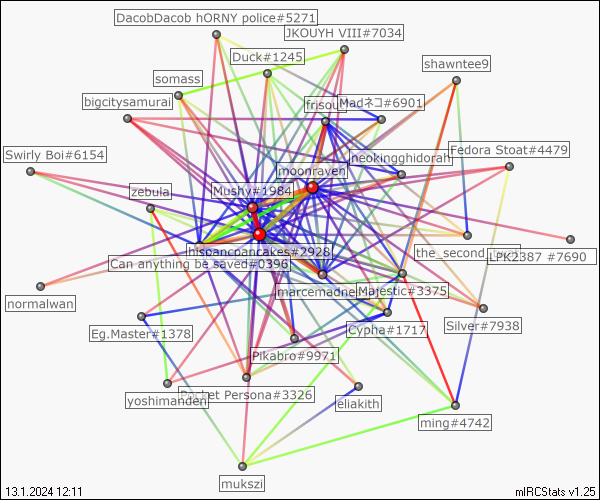 DacobDacob hORNY police#5271
JKOUYH VIII#7034
Duck#1245
shawntee9
somass
bigcitysamurai
frisou
Madネコ#6901
neokingghidorah
Fedora Stoat#4479
Swirly Boi#6154
moonraven
zebula
Mushy#1984
hisoancpancakes#2928
the_second_
LPK2387 #7690
Can anything be saved#0396
normalwan
marcemadne
Majestic#3375
Silver#7938
Eg.Master#1378
Cypha#1717
Pikabro#9971
yoshimanden
Pocket Persona#3326
eliakith
ming#4742
mukszi
13.1.2024 12:11
mIRCStats v1.25